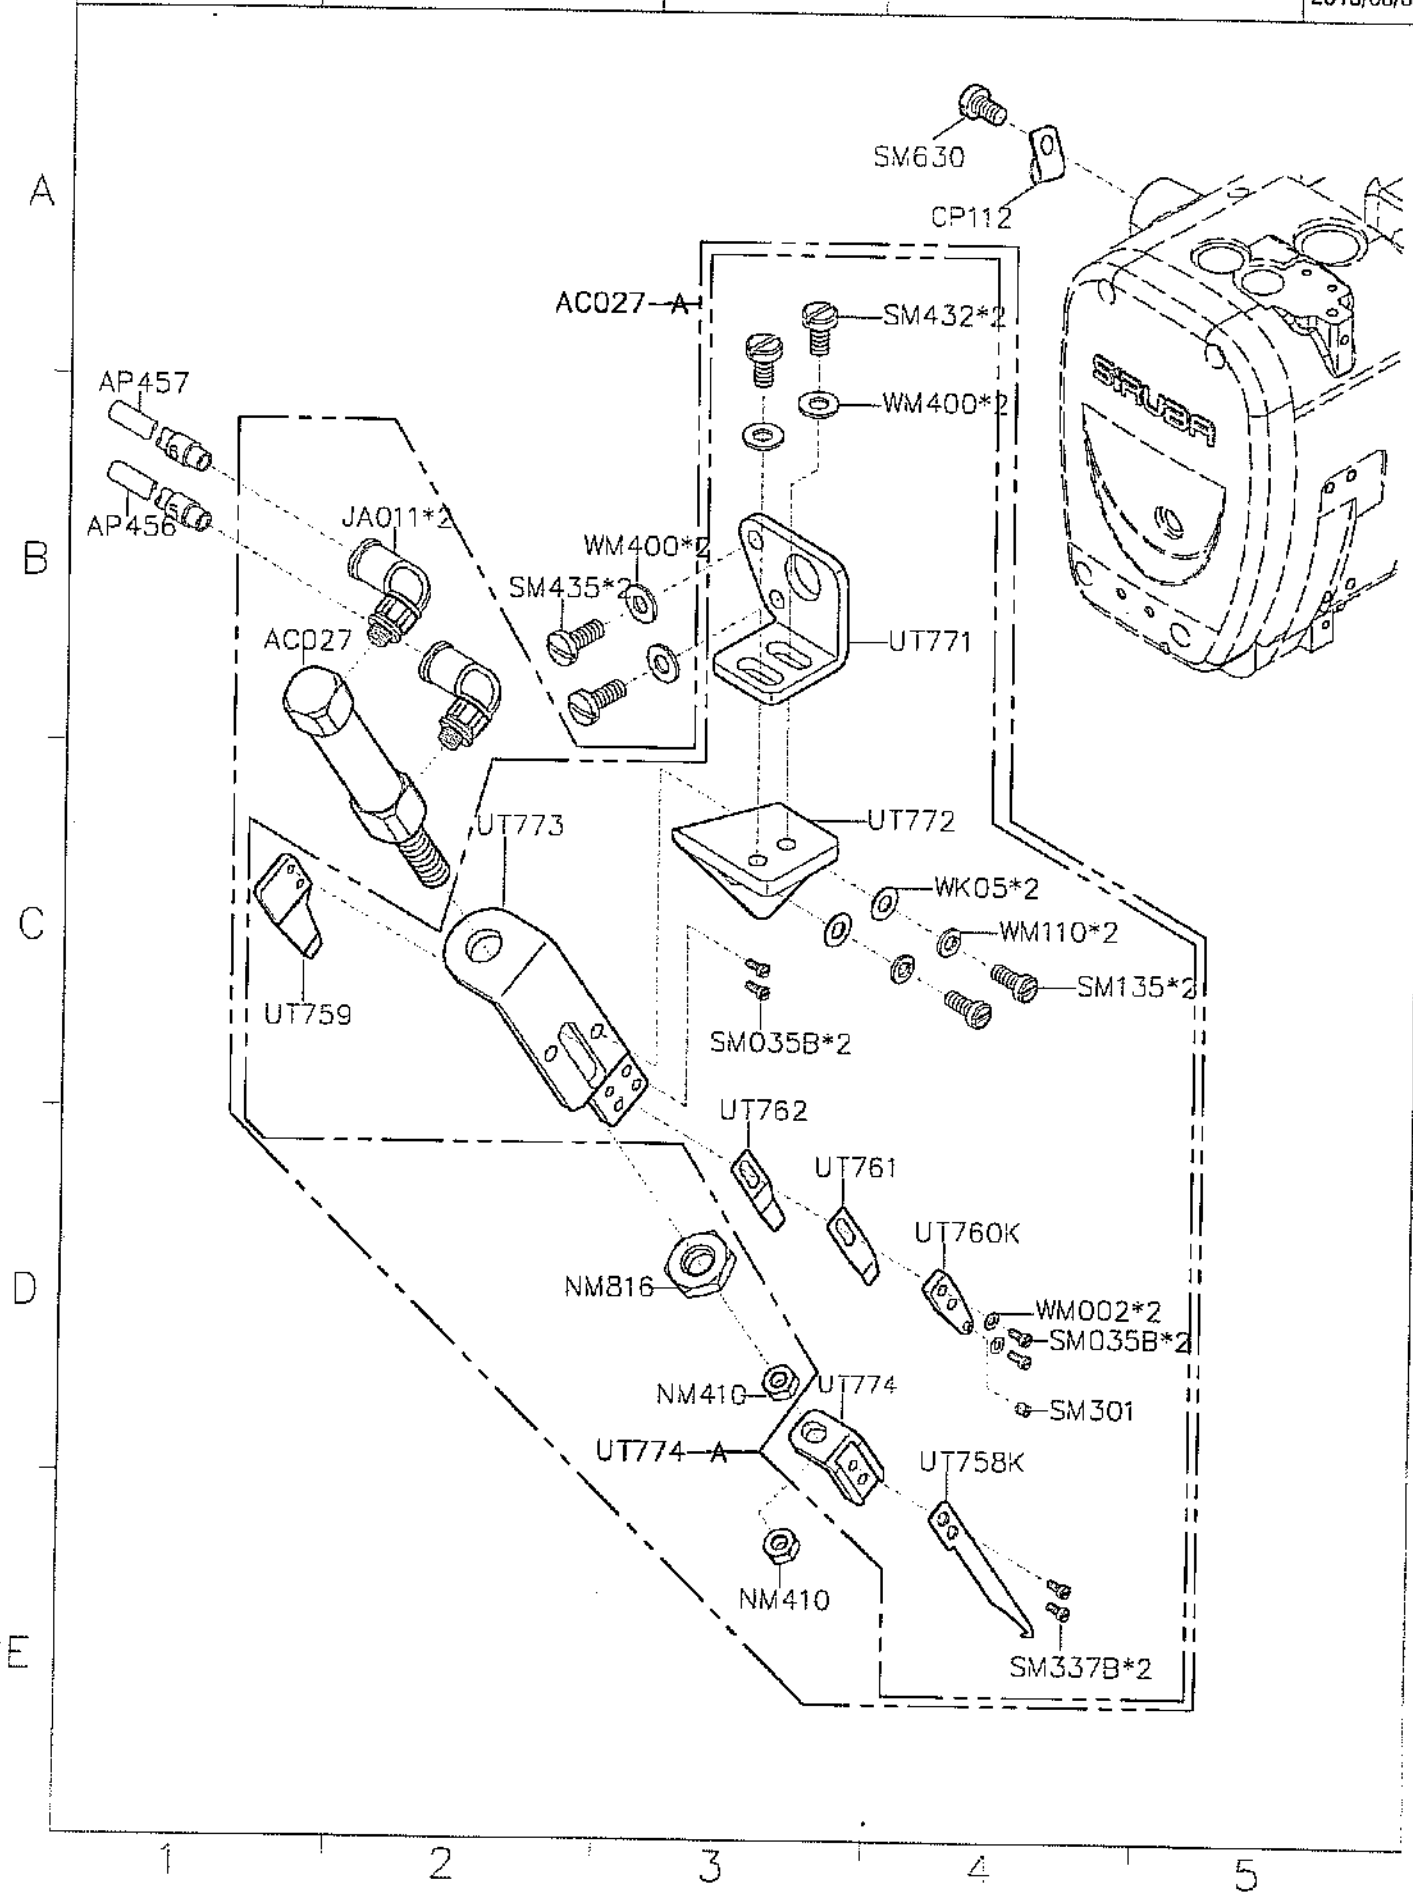 A
SM630
CP112
AC027-A
SM432*2
SIRUBA
AP457
WM400*2
AP456
JA011*2
B
WM400*2
SM435*2
AC027
UT771
UT773
UT772
WK05*2
C
WM110*2
UT759
SM135*2
SM035B*2
UT762
UT761
UT760K
D
NM816
WM002*2
SM035B*2
NM410
UT774
SM301
UT774-A
UT758K
NM410
E
SM337B*2
1 2 3 4 5